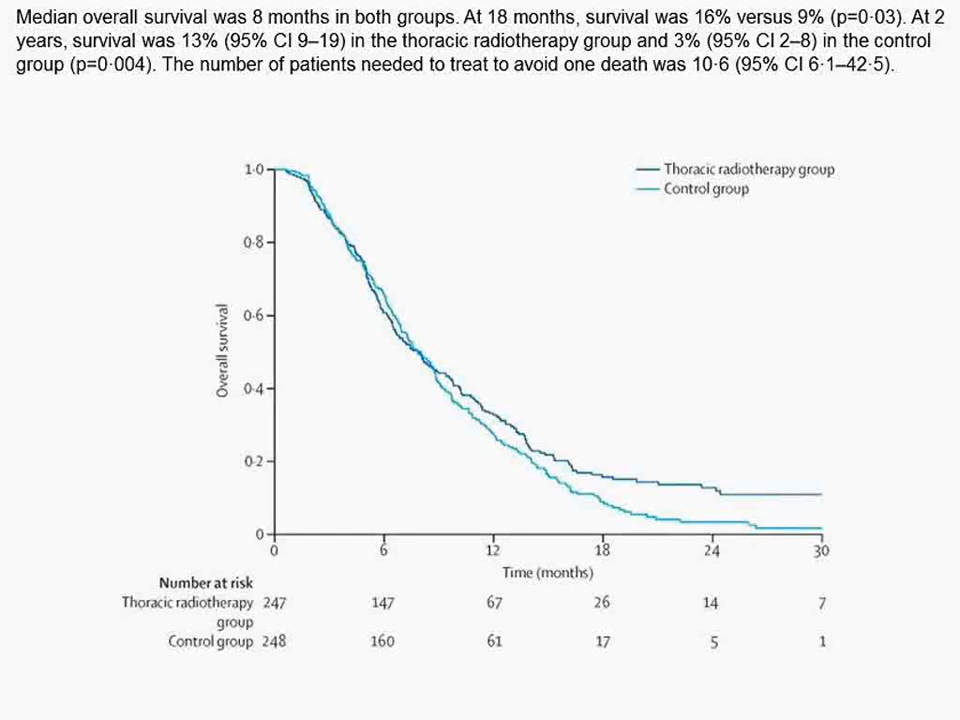 Median overall survival was 8 months in both groups. At 18 months, survival was 16% versus 9% (p=0·03). At 2
years, survival was 13% (95% CI 9–19) in the thoracic radiotherapy group and 3% (95% CI 2–8) in the control
group (p=0·004). The number of patients needed to treat to avoid one death was 10·6 (95% CI 6·1–42·5).
Thoracic radiotherapy group
Control group
1·0
0·8
0·6
0·4
0·2
0
Overall survival
0 6 12 18 24 30
Time (months)
Number at risk
Thoracic radiotherapy 247 147 67 26 14 7
group
Control group 248 160 61 17 5 1